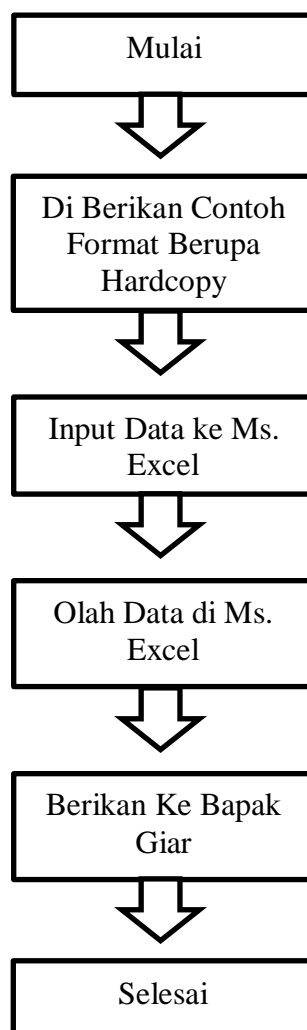 Mulai
Di Berikan Contoh
Format Berupa
Hardcopy
Input Data ke Ms.
Excel
Olah Data di Ms.
Excel
Berikan Ke Bapak
Giar
Selesai